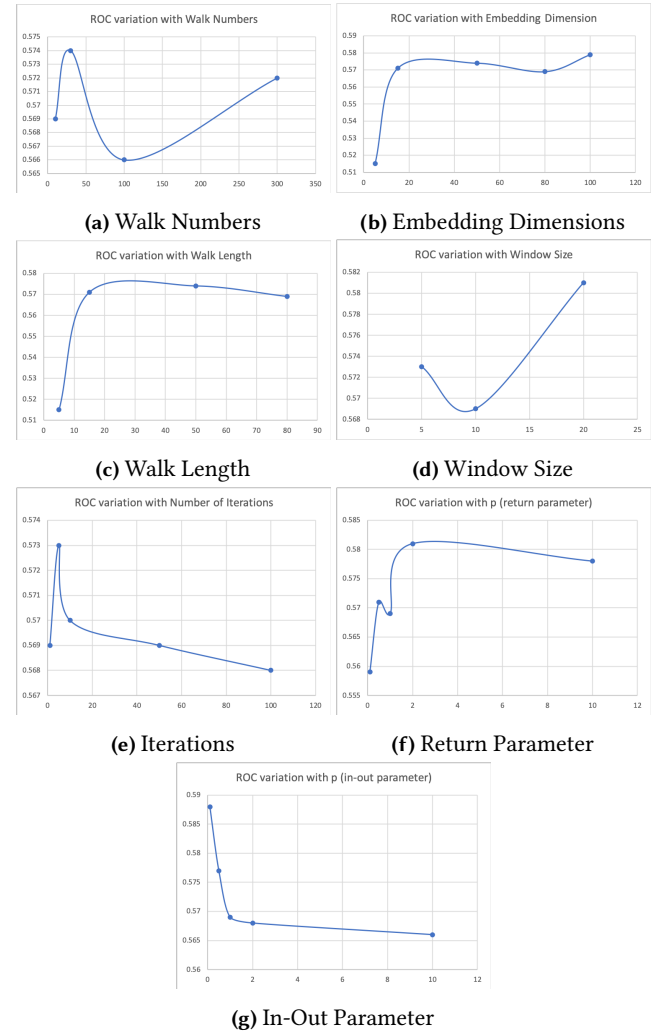 ROC variation with Walk Numbers
0.574
0.573
0.572
0.571
0.57
0.569
0.568
0.567
0.566
0.565
0 50 100 150 200 250 300 350
(a) Walk Numbers
ROC variation with Embedding Dimension
0.59
0.58
0.57
0.56
0.55
0.54
0.53
0.52
0.51
0 20 40 60 80 100 120
(b) Embedding Dimensions
ROC variation with Walk Length
0.58
0.57
0.56
0.55
0.54
0.53
0.52
0.51
0 10 20 30 40 50 60 70 80 90
(c) Walk Length
ROC variation with Window Size
0.582
0.58
0.578
0.576
0.574
0.572
0.57
0.568
0 5 10 15 20 25
(d) Window Size
ROC variation with Number of Iterations
0.574
0.573
0.572
0.571
0.57
0.569
0.568
0.567
0 20 40 60 80 100 120
(e) Iterations
ROC variation with p (return parameter)
0.585
0.58
0.575
0.57
0.565
0.56
0.555
0 2 4 6 8 10 12
(f) Return Parameter
ROC variation with p (in-out parameter)
0.59
0.585
0.58
0.575
0.57
0.565
0.56
0 2 4 6 8 10 12
(g) In-Out Parameter